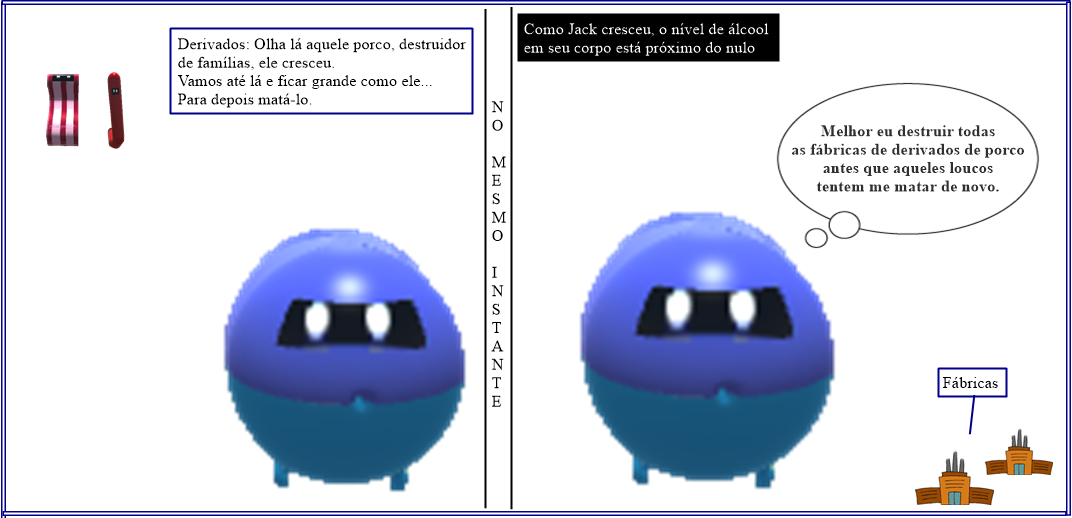 Derivados: Olha lá aquele porco, destruidor
de famílias, ele cresceu.
Vamos até lá e ficar grande como ele...
Para depois matá-lo.
NO MESMO INSTANTE
Como Jack cresceu, o nível de álcool
em seu corpo está próximo do nulo
Melhor eu destruir todas
as fábricas de derivados de porco
antes que aqueles loucos
tentem me matar de novo.
Fábricas